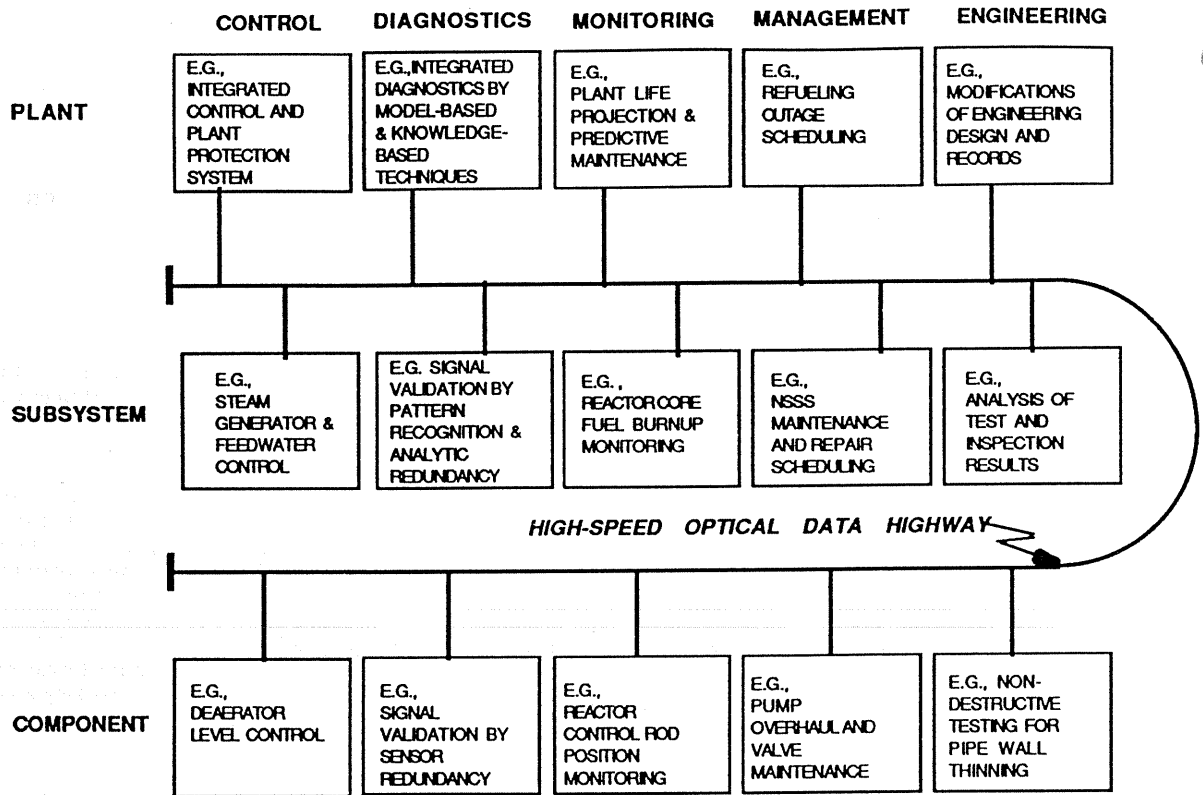 CONTROL DIAGNOSTICS MONITORING MANAGEMENT ENGINEERING
PLANT
E.G.,
INTEGRATED
CONTROL AND
PLANT
PROTECTION
SYSTEM
E.G.,INTEGRATED
DIAGNOSTICS BY
MODEL-BASED
& KNOWLEDGE-
BASED
TECHNIQUES
E.G.,
PLANT LIFE
PROJECTION &
PREDICTIVE
MAINTENANCE
E.G.,
REFUELING
OUTAGE
SCHEDULING
E.G.,
MODIFICATIONS
OF ENGINEERING
DESIGN AND
RECORDS
SUBSYSTEM
E.G.,
STEAM
GENERATOR &
FEEDWATER
CONTROL
E.G. SIGNAL
VALIDATION BY
PATTERN
RECOGNITION &
ANALYTIC
REDUNDANCY
E.G.,
REACTOR CORE
FUEL BURNUP
MONITORING
E.G.,
NSSS
MAINTENANCE
AND REPAIR
SCHEDULING
E.G.,
ANALYSIS OF
TEST AND
INSPECTION
RESULTS
HIGH-SPEED OPTICAL DATA HIGHWAY
COMPONENT
E.G.,
DEAERATOR
LEVEL CONTROL
E.G.,
SIGNAL
VALIDATION BY
SENSOR
REDUNDANCY
E.G.,
REACTOR
CONTROL ROD
POSITION
MONITORING
E.G.,
PUMP
OVERHAUL AND
VALVE
MAINTENANCE
E.G., NON-
DESTRUCTIVE
TESTING FOR
PIPE WALL
THINNING